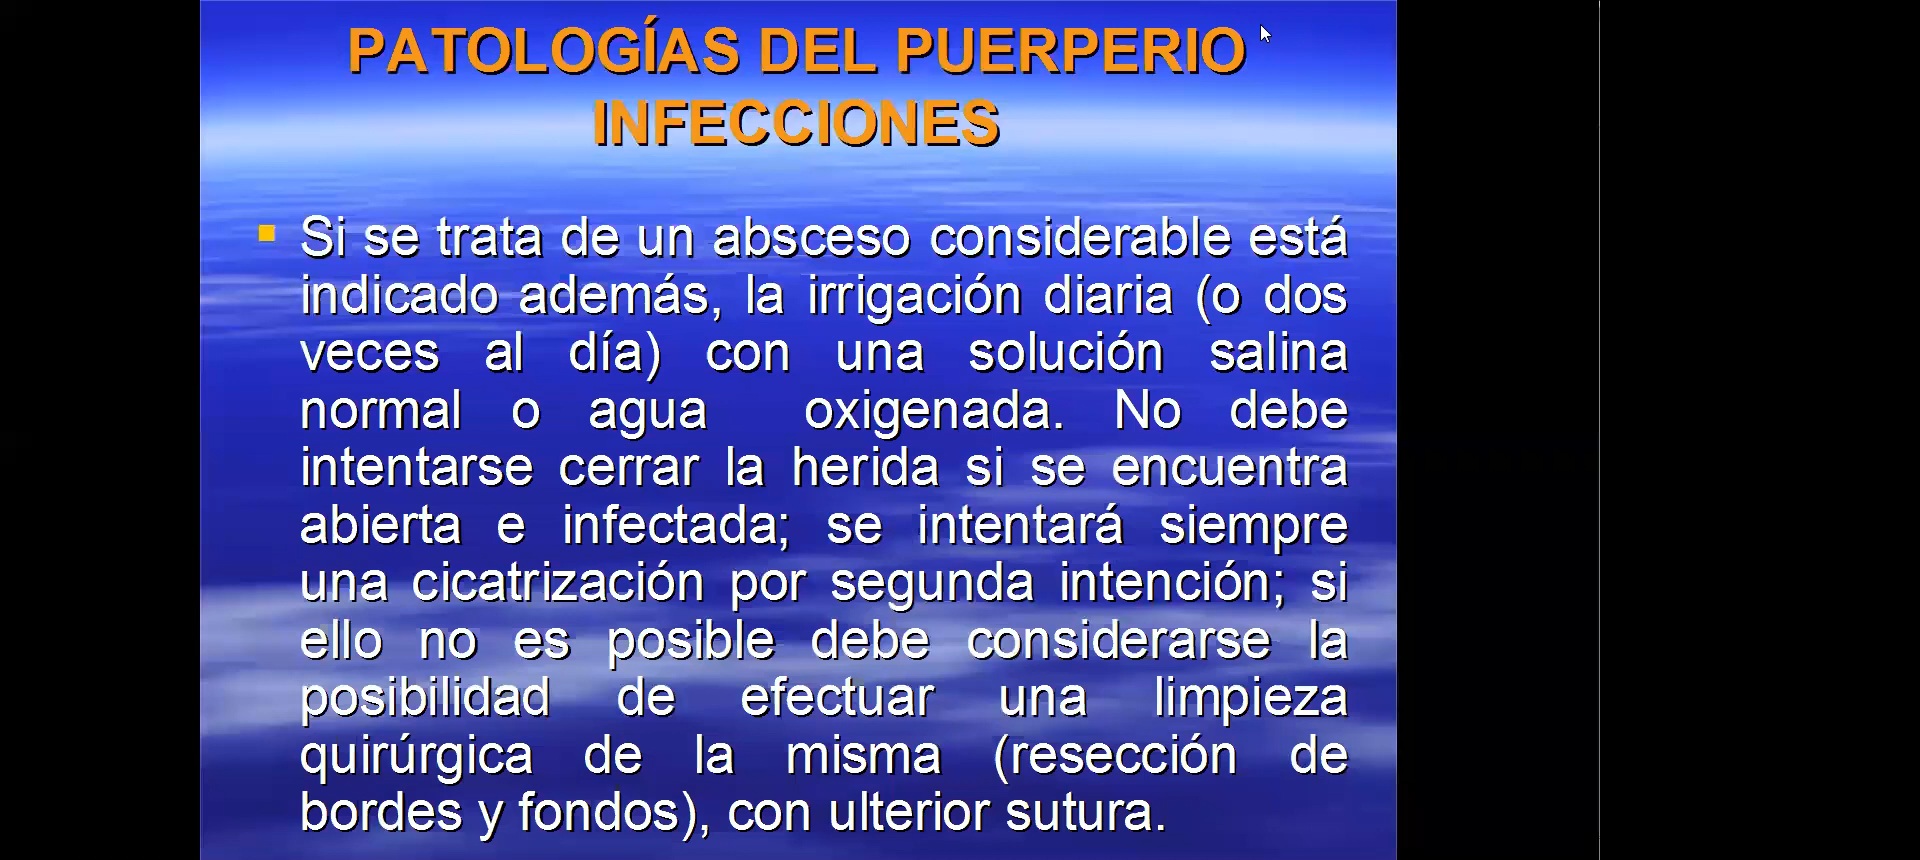 PATOLOGÍAS DEL PUERPERIO
INFECCIONES
Si se trata de un absceso considerable está
indicado además, la irrigación diaria (o dos
veces al día) con una solución salina
normal o agua oxigenada. No debe
intentarse cerrar la herida si se encuentra
abierta e infectada; se intentará siempre
una cicatrización por segunda intención; si
ello no es posible debe considerarse la
posibilidad de efectuar una limpieza
quirúrgica de la misma (resección de
bordes y fondos), con ulterior sutura.